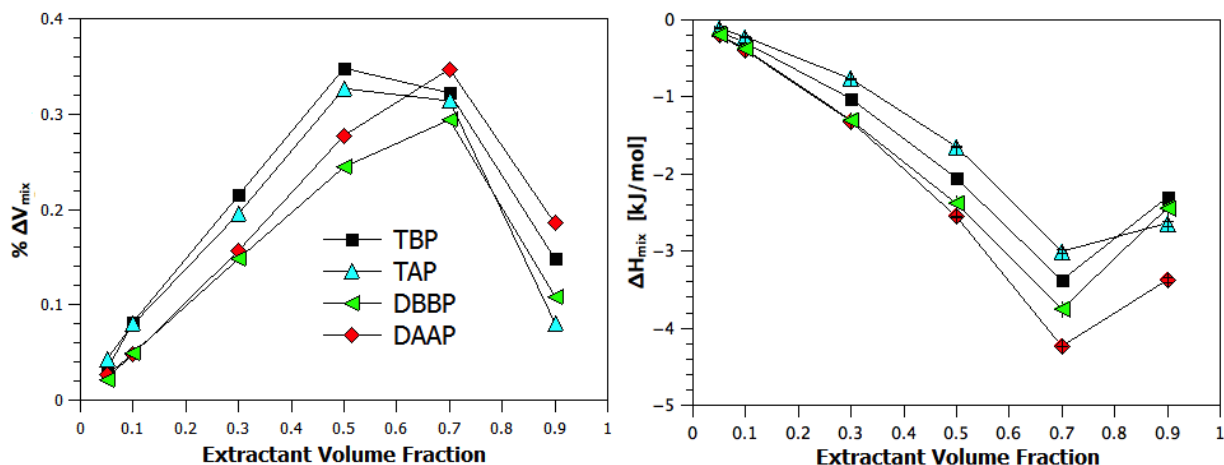 0.4
0.3
0.2
0.1
0
% ΔVmix
TBP
TAP
DBBP
DAAP
0 0.1 0.2 0.3 0.4 0.5 0.6 0.7 0.8 0.9 1
Extractant Volume Fraction
0
−1
−2
−3
−4
−5
ΔHmix [kJ/mol]
0 0.1 0.2 0.3 0.4 0.5 0.6 0.7 0.8 0.9 1
Extractant Volume Fraction